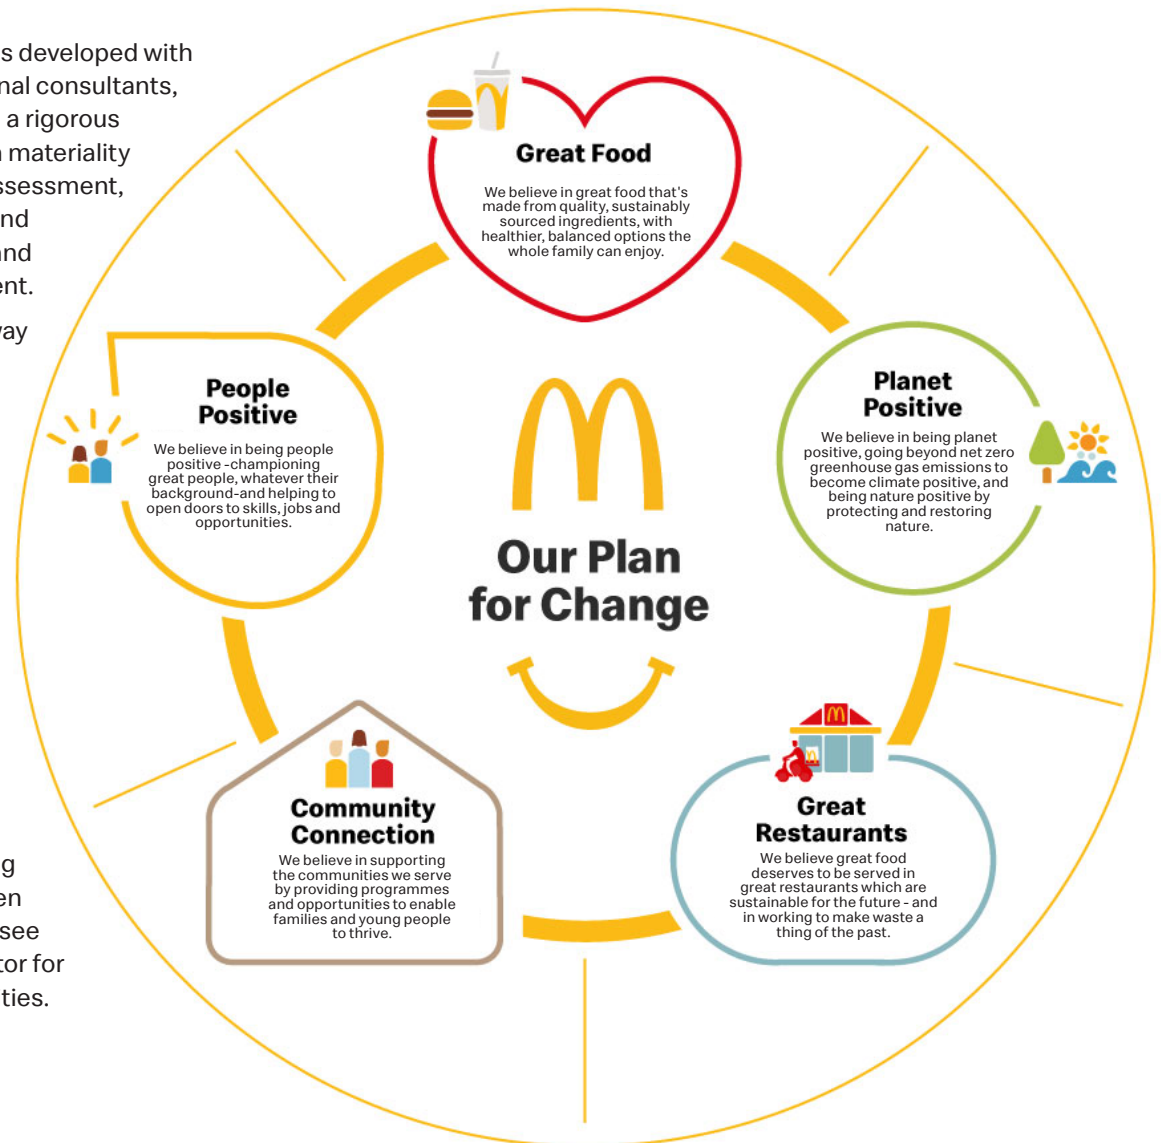 s developed with
nal consultants,
a rigorous
materiality
ssessment,
nd
nd
ent.
way
Great Food
We believe in great food that's
made from quality, sustainably
sourced ingredients, with
healthier, balanced options the
whole family can enjoy.
People
Positive
We believe in being people
positive -championing
great people, whatever their
background-and helping to
open doors to skills, jobs and
opportunities.
Planet
Positive
We believe in being planet
positive, going beyond net zero
greenhouse gas emissions to
become climate positive, and
being nature positive by
protecting and restoring
nature.
Our Plan
for Change
Community
Connection
We believe in supporting
the communities we serve
by providing programmes
and opportunities to enable
families and young people
to thrive.
Great
Restaurants
We believe great food
deserves to be served in
great restaurants which are
sustainable for the future - and
in working to make waste a
thing of the past.
g
en
see
tor for
ties.